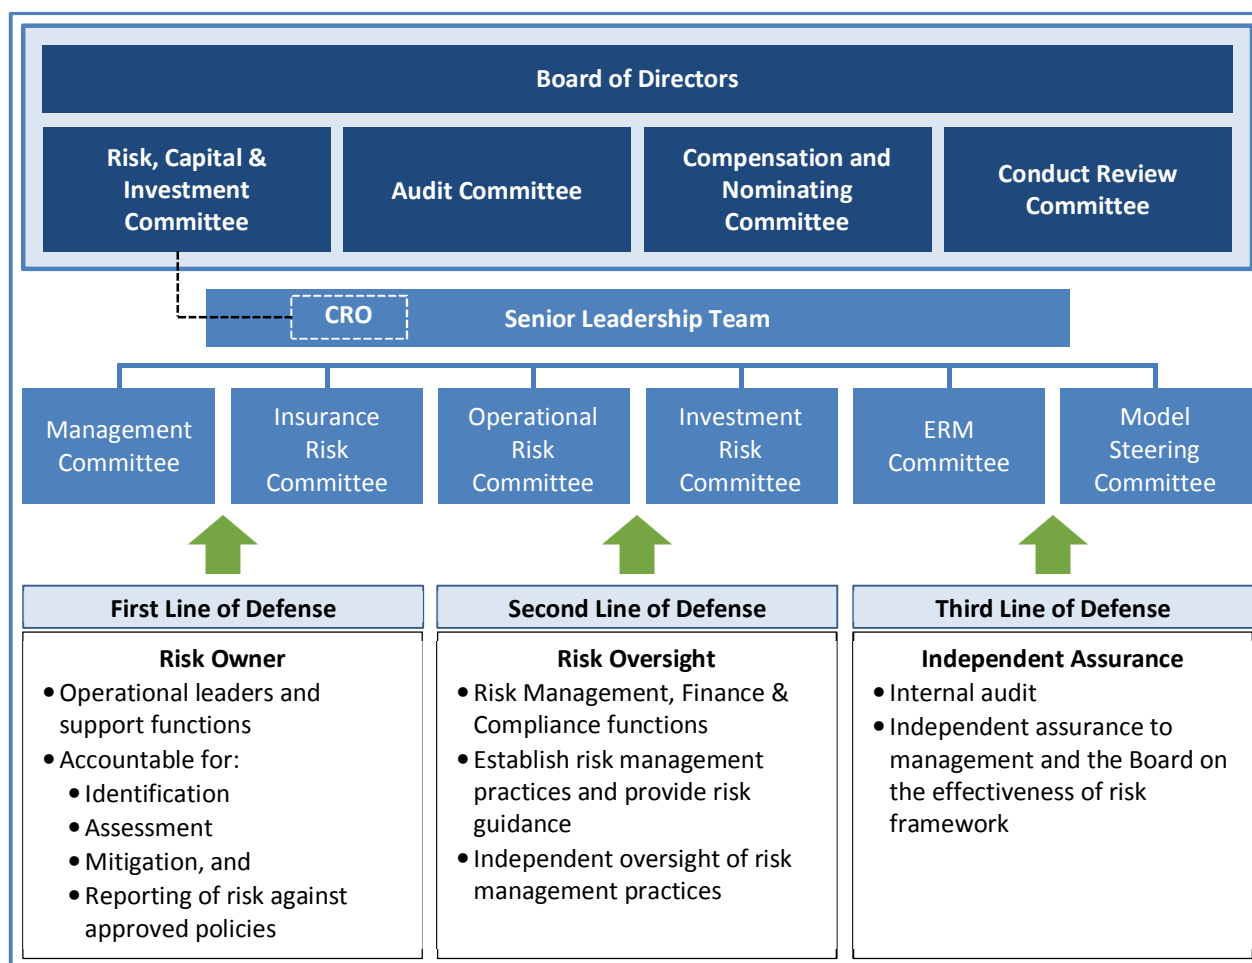 Board of Directors
Risk, Capital &
Investment
Committee
Audit Committee
Compensation and
Nominating
Committee
Conduct Review
Committee
CRO
Senior Leadership Team
Management
Committee
Insurance
Risk
Committee
Operational
Risk
Committee
Investment
Risk
Committee
ERM
Committee
Model
Steering
Committee
First Line of Defense
Risk Owner
• Operational leaders and
support functions
• Accountable for:
• Identification
• Assessment
• Mitigation, and
• Reporting of risk against
approved policies
Second Line of Defense
Risk Oversight
• Risk Management, Finance &
Compliance functions
• Establish risk management
practices and provide risk
guidance
• Independent oversight of risk
management practices
Third Line of Defense
Independent Assurance
• Internal audit
• Independent assurance to
management and the Board on
the effectiveness of risk
framework